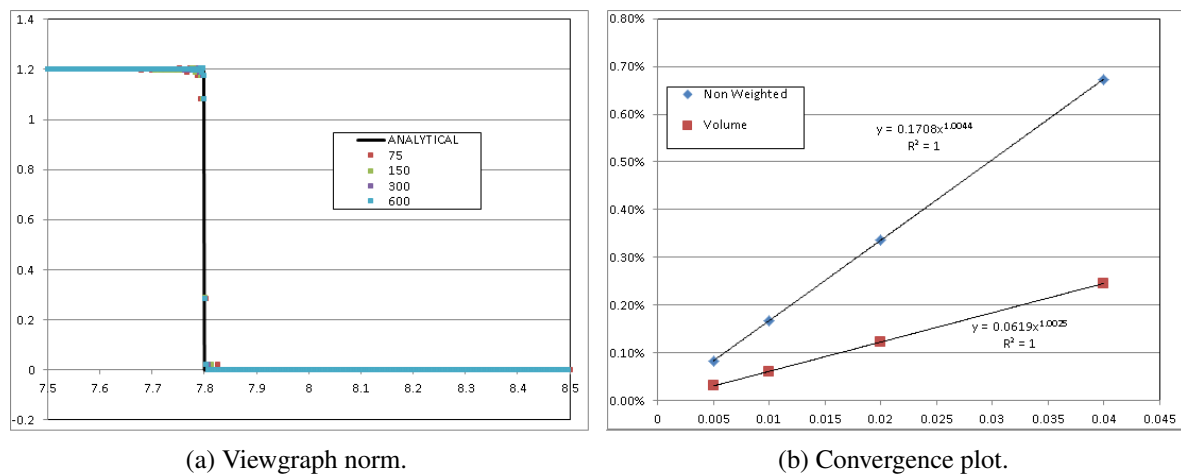 1.4
1.2
1
0.8
0.6
0.4
0.2
0
-0.2
7.5 7.6 7.7 7.8 7.9 8 8.1 8.2 8.3 8.4 8.5
ANALYTICAL
75
150
300
600
(a) Viewgraph norm.
0.80%
0.70%
0.60%
0.50%
0.40%
0.30%
0.20%
0.10%
0.00%
0 0.005 0.01 0.015 0.02 0.025 0.03 0.035 0.04 0.045
Non Weighted
Volume
y = 0.1708x^1.0044
R² = 1
y = 0.0619x^1.0025
R² = 1
(b) Convergence plot.